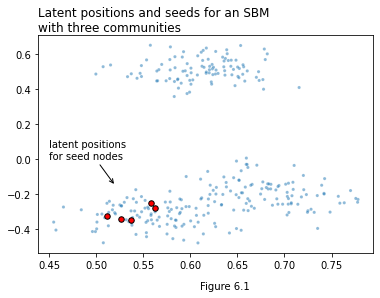 Latent positions and seeds for an SBM
with three communities
0.6
0.4
0.2
0.0
−0.2
−0.4
latent positions
for seed nodes
0.45 0.50 0.55 0.60 0.65 0.70 0.75
Figure 6.1